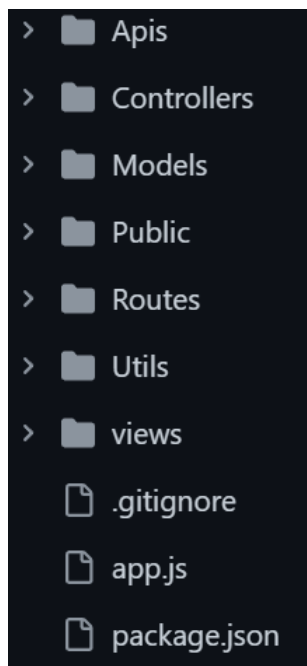 Apis
Controllers
Models
Public
Routes
Utils
views
.gitignore
app.js
package.json